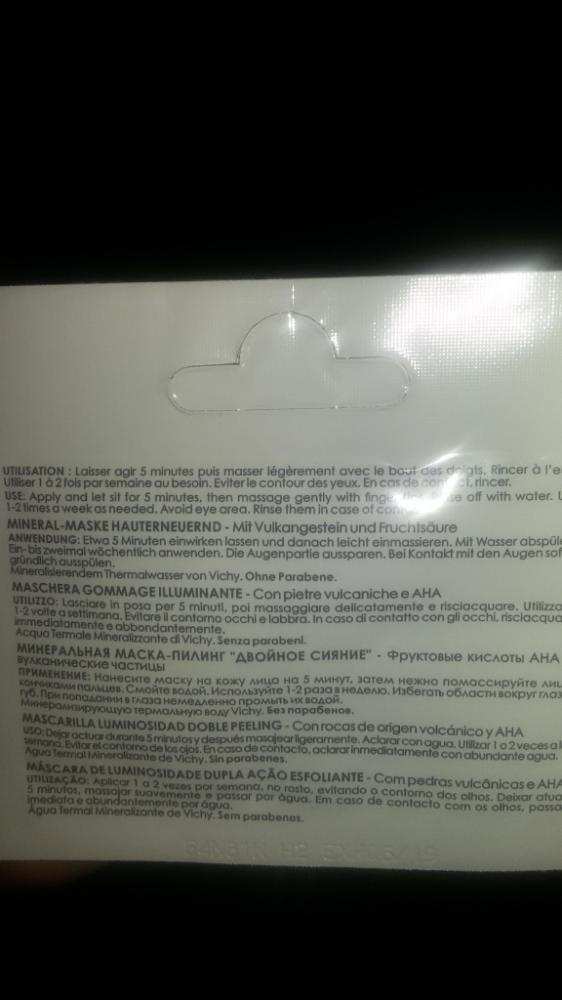 UTILISATION : Laisser agir 5 minutes puis masser légèrement avec le bout des doigts. Rincer à l'e
Utiliser 1 à 2 fois par semaine au besoin. Eviter le contour des yeux. En cas de contact, rincer.
USE: Apply and let sit for 5 minutes, then massage gently with off with water. U
1-2 times a week as needed. Avoid eye area. Rinse them in case of
MINERAL-MASKE HAUTERNEUERND - Mit Vulkangestein und Fruchtsäure
ANWENDUNG: Etwa 5 Minuten einwirken lassen und danach leicht einmassieren. Mit Wasser abspüle
Ein- bis zweimal wöchentlich anwenden. Die Augenpartie aussparen. Bei Kontakt mit den Augen sof
gründlich ausspülen.
Mineralisierendem Thermalwasser von Vichy. Ohne Parabene.
MASCHERA GOMMAGE ILLUMINANTE - Con pietre vulcaniche e AHA
UTILIZZO: Lasciare in posa per 5 minuti, poi massaggiare delicatamente e risciacquare. Utilizza
1-2 volte a settimana. Evitare il contorno occhi e labbra. In caso di contatto con gli occhi, risciacqua
immediatamente e abbondantemente.
Acqua Termale Mineralizzante di Vichy. Senza parabeni.
МИНЕРАЛЬНАЯ МАСКА-ПИЛИНГ "ДВОЙНОЕ СИЯНИЕ" - Фруктовые кислоты AHA
вулканические частицы
ПРИМЕНЕНИЕ: Нанесите маску на кожу лица на 5 минут, затем нежно помассируйте лиц
кончиками пальцев. Смойте водой. Используйте 1-2 раза в неделю. Избегать области вокруг глаз
губ. При попадании в глаза немедленно промыть их водой.
Минерализирующую термальную воду Vichy. Без парабенов.
MASCARILLA LUMINOSIDAD DOBLE PEELING - Con rocas de origen volcánico y AHA
USO: Dejar actuar durante 5 minutos y después masajear ligeramente. Aclarar con agua. Utilizar 1 o 2 veces a l
semana. Evitar el contorno de los ojos. En caso de contacto, aclarar inmediatamente con abundante agua.
Agua Termal Mineralizante de Vichy. Sin parabenes.
MÁSCARA DE LUMINOSIDADE DUPLA AÇÃO ESFOLIANTE - Com pedras vulcânicas e AHA
UTILIZAÇÃO: Aplicar 1 a 2 vezes por semana, no rosto, evitando o contorno dos olhos. Deixar atua
5 minutos, massajar suavemente e passar por água. Em caso de contacto com os olhos, passa
imediata e abundantemente por água.
Água Termal Mineralizante de Vichy. Sem parabenos.
H2 EXP